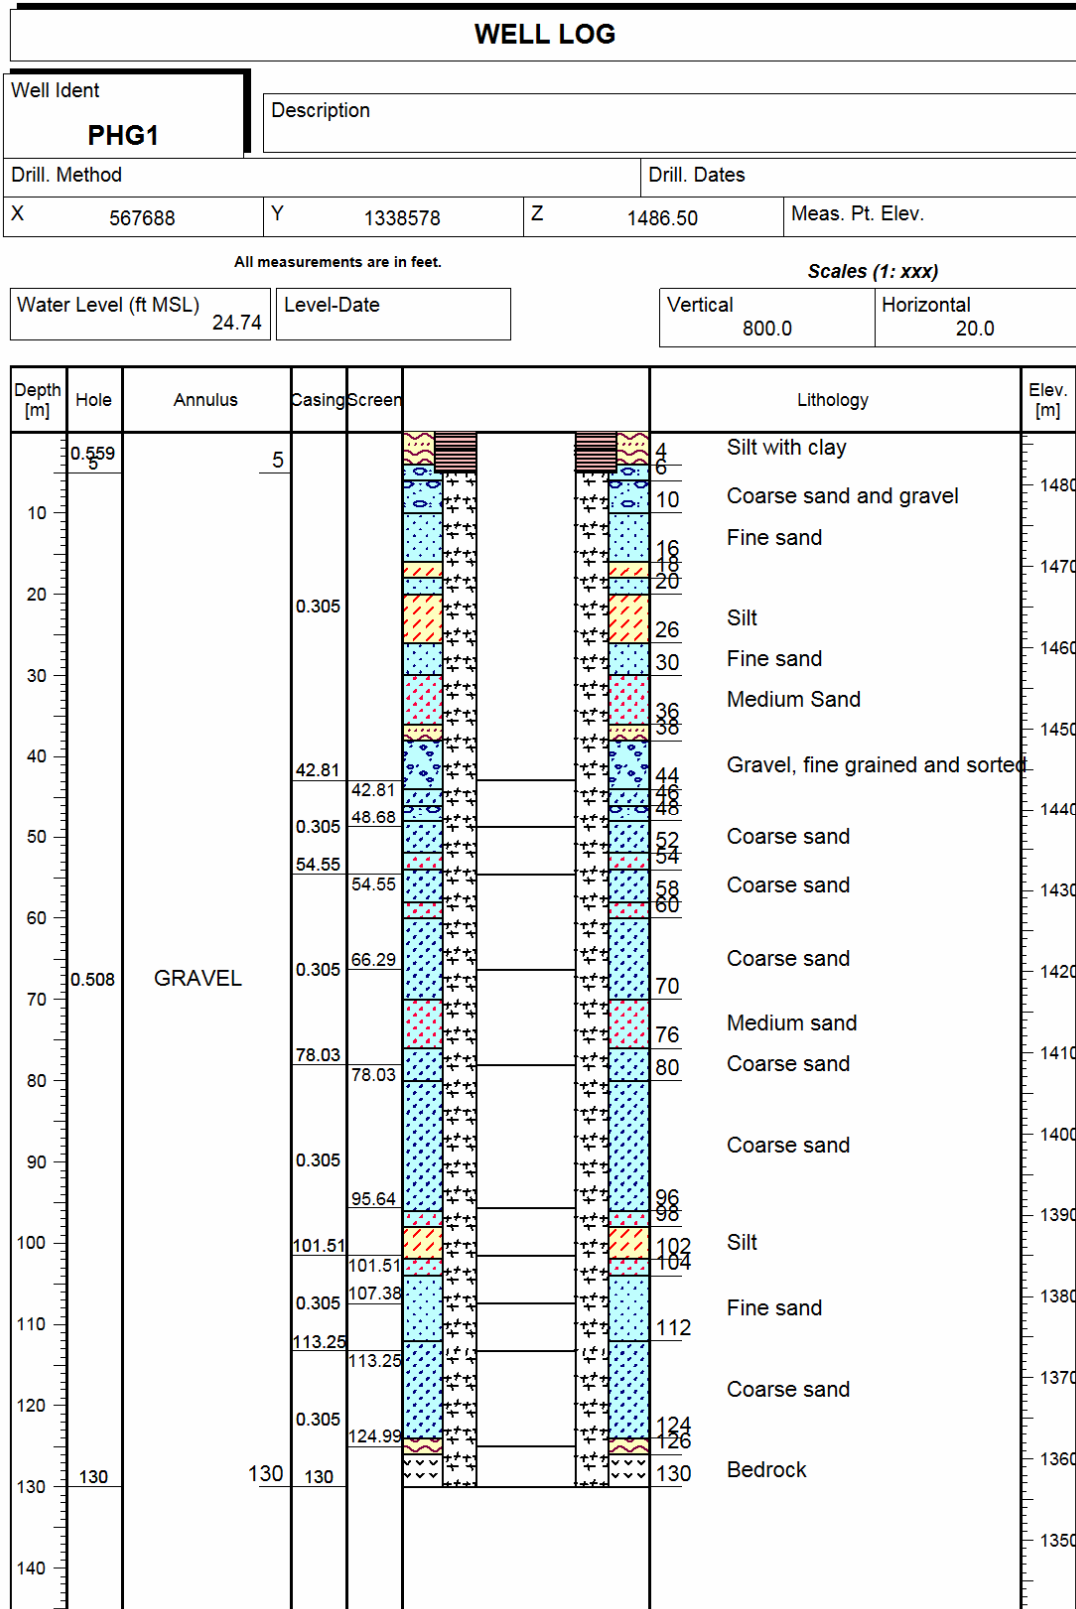 WELL LOG
Well Ident
PHG1
Description
Drill. Method
Drill. Dates
X 567688 Y 1338578 Z 1486.50 Meas. Pt. Elev.
All measurements are in feet.
Scales (1: xxx)
Water Level (ft MSL) 24.74
Level-Date
Vertical 800.0
Horizontal 20.0
Depth [m] Hole Annulus Casing Screen Lithology Elev. [m]
0.559 4 Silt with clay
5 5 6
1480
10 Coarse sand and gravel
10
Fine sand
16
18 1470
20
20
0.305
Silt
26
1460
30 Fine sand
30
Medium Sand
36
38 1450
40
42.81 44 Gravel, fine grained and sorted
42.81 46
48 1440
48.68
0.305
50 52 Coarse sand
54
54.55
54.55 58 Coarse sand 1430
60
60
66.29 Coarse sand
0.305 1420
0.508 GRAVEL
70 70
76 Medium sand
78.03 1410
78.03 80 Coarse sand
80
1400
Coarse sand
90 0.305
95.64 96
98 1390
100 101.51 102 Silt
101.51 104
107.38 1380
0.305
Fine sand
110 112
113.25
113.25
1370
Coarse sand
120 0.305
124.99 124
126
1360
130 130 130 130 Bedrock
130
1350
140